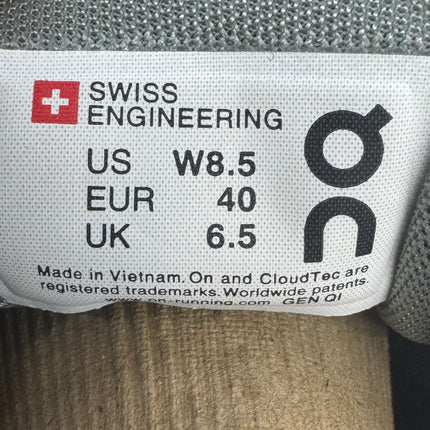 SWISS
ENGINEERING
US W8.5
EUR 40
UK 6.5
On
Made in Vietnam. On and CloudTec are
registered trademarks. Worldwide patents.
www.on-running.com GEN QI